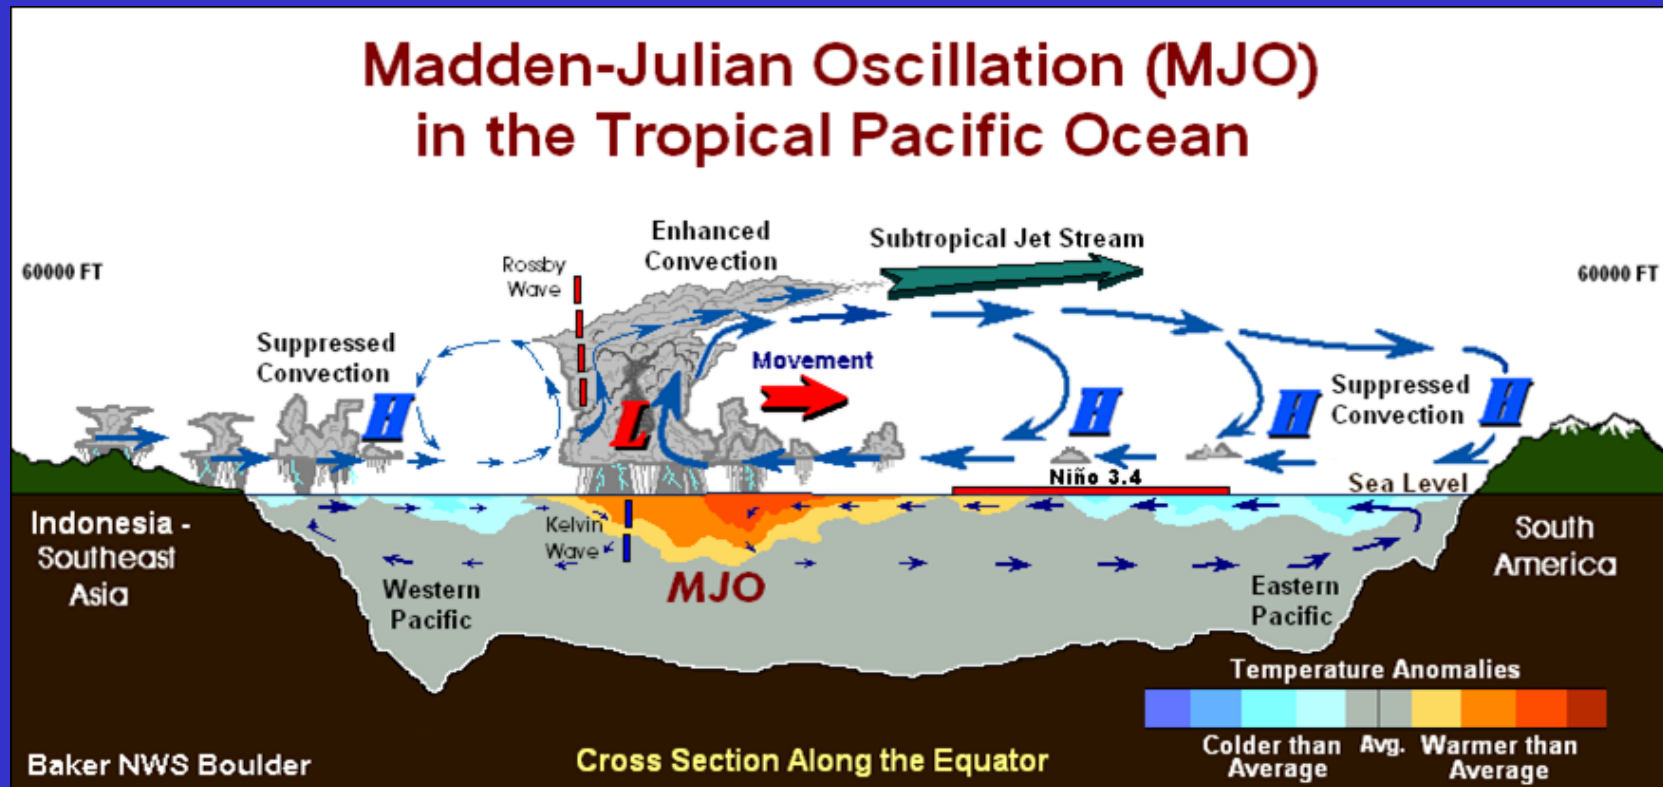 Madden-Julian Oscillation (MJO)
in the Tropical Pacific Ocean
Enhanced
Convection
Subtropical Jet Stream
60000 FT
Rossby
Wave
60000 FT
Suppressed
Convection
Movement
Suppressed
Convection
H
L
H
H
H
Niño 3.4
Sea Level
Indonesia -
Southeast
Asia
Kelvin
Wave
South
America
Western
Pacific
MJO
Eastern
Pacific
Temperature Anomalies
Colder than
Average
Avg.
Warmer than
Average
Baker NWS Boulder
Cross Section Along the Equator